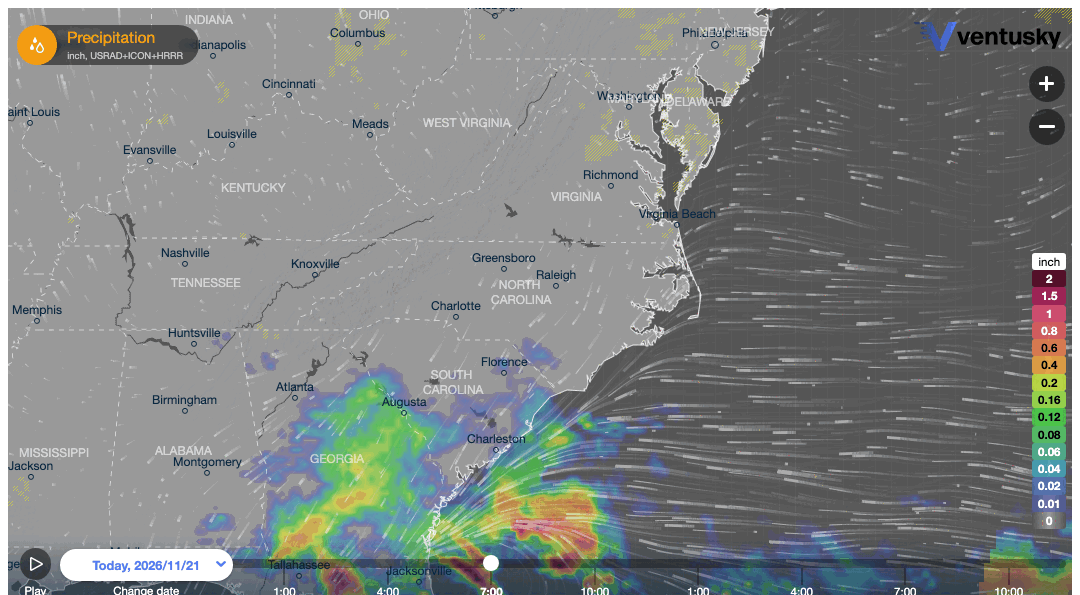 Precipitation
inch, USRAD+ICON+HRRR
ventusky
INDIANA
OHIO
Columbus
Philadelphia
NEW JERSEY
dianapolis
Cincinnati
Washington
MARYLAND
DELAWARE
aint Louis
Louisville
Meads
WEST VIRGINIA
Evansville
KENTUCKY
Richmond
VIRGINIA
Virginia Beach
Nashville
Knoxville
Greensboro
Raleigh
TENNESSEE
NORTH
CAROLINA
Memphis
Charlotte
Huntsville
Florence
SOUTH
CAROLINA
Atlanta
Augusta
Birmingham
Charleston
MISSISSIPPI
Jackson
ALABAMA
Montgomery
GEORGIA
Tallahassee
Jacksonville
inch
2
1.5
1
0.8
0.6
0.4
0.2
0.16
0.12
0.08
0.06
0.04
0.02
0.01
0
Today, 2026/11/21
Play
Change date
1:00
4:00
7:00
10:00
1:00
4:00
7:00
10:00